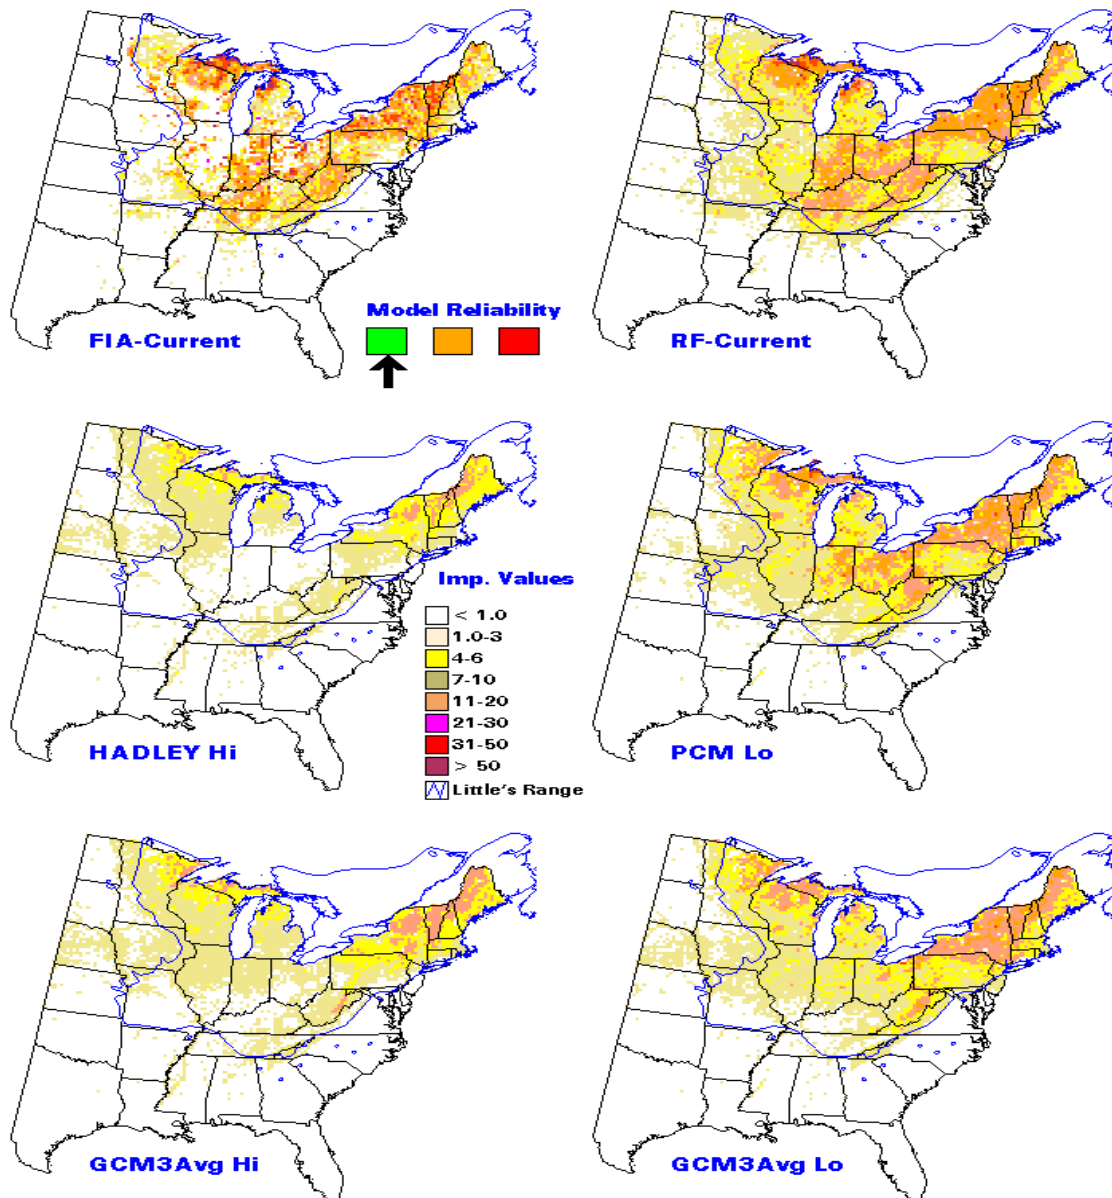 Model Reliability
FIA-Current
RF-Current
Imp. Values
< 1.0
1.0-3
4-6
7-10
11-20
21-30
31-50
> 50
Little's Range
HADLEY Hi
PCM Lo
GCM3Avg Hi
GCM3Avg Lo